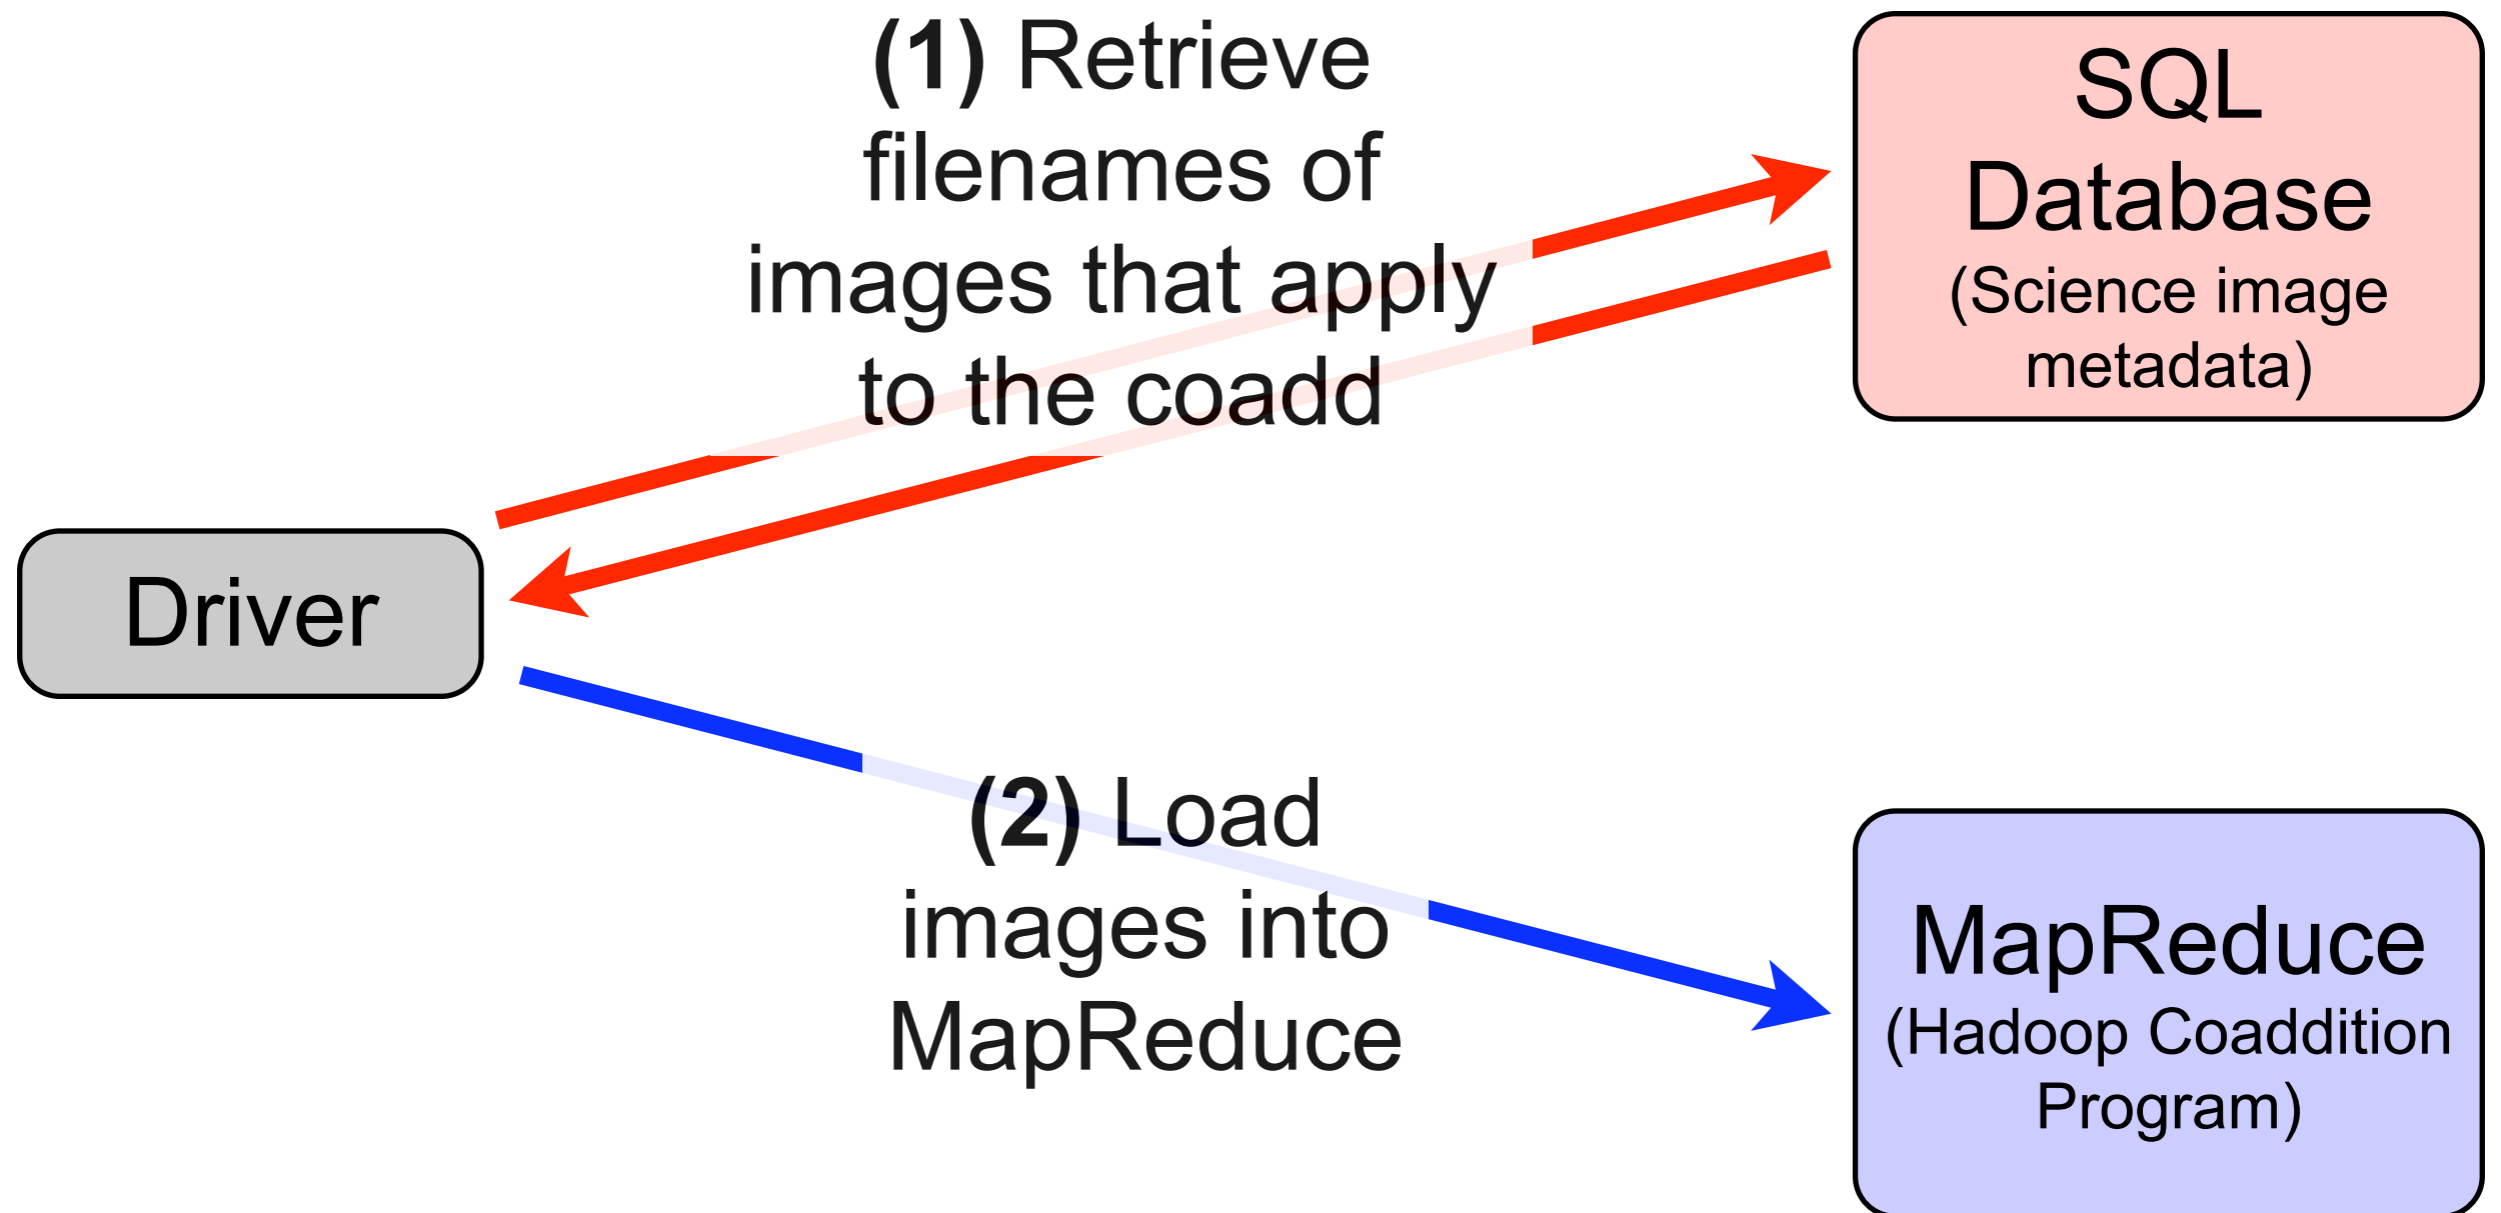 (1) Retrieve
filenames of
images that apply
to the coadd
SQL
Database
(Science image
metadata)
Driver
(2) Load
images into
MapReduce
MapReduce
(Hadoop Coaddition
Program)